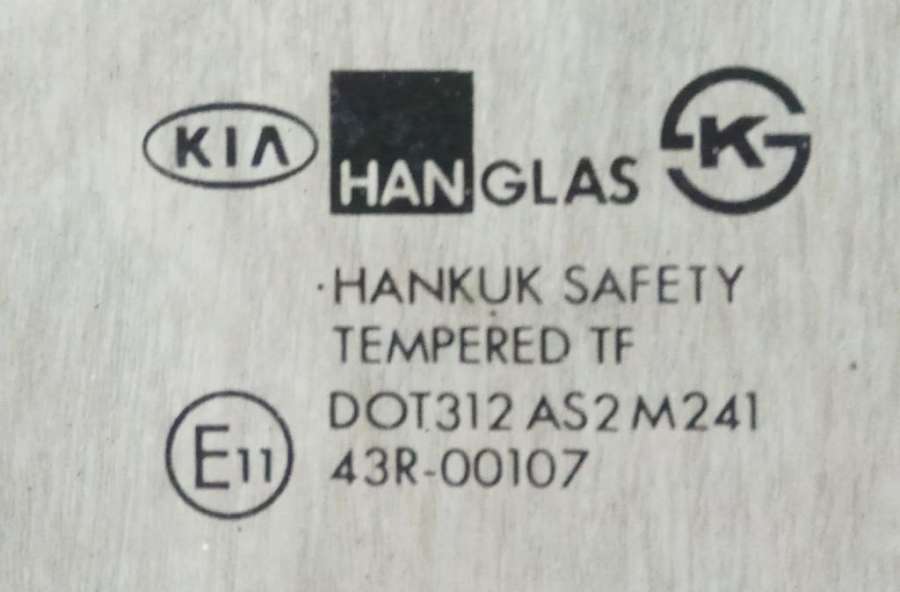 KIA HANGLAS K
HANKUK SAFETY
TEMPERED TF
DOT312 AS2 M241
E11 43R-00107